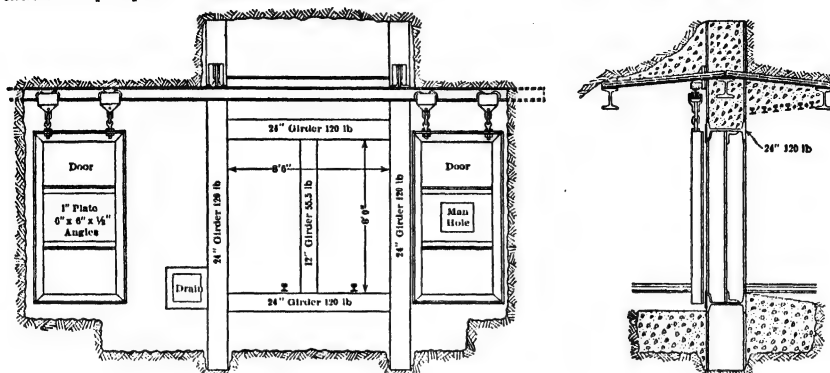 24" Girder 120 lb
Door
1" Plate
6" x 6" x ½"
Angles
24" Girder 120 lb
8'6"
12" Girder 55.5 lb
8'0"
24" Girder 120 lb
Door
Man
Hole
Drain
24" Girder 120 lb
24" 120 lb